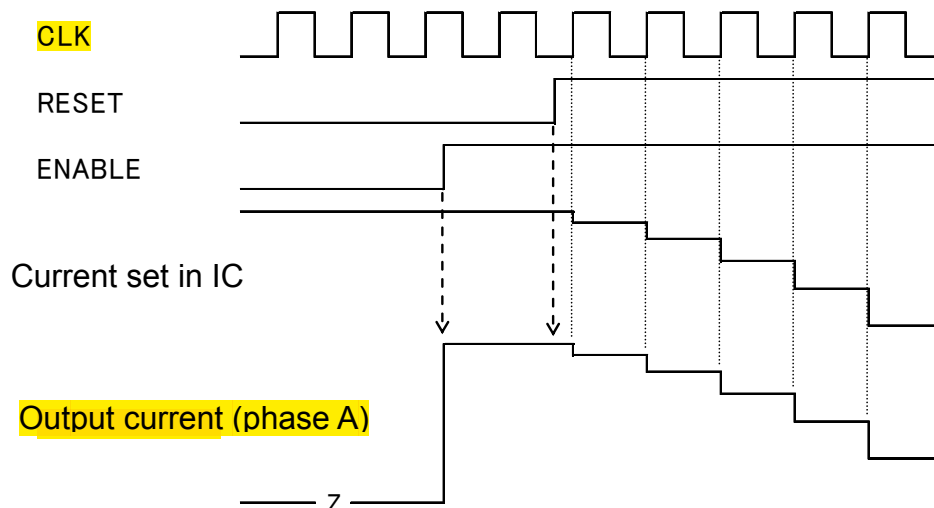 CLK
RESET
ENABLE
Current set in IC
Output current (phase A)
Z